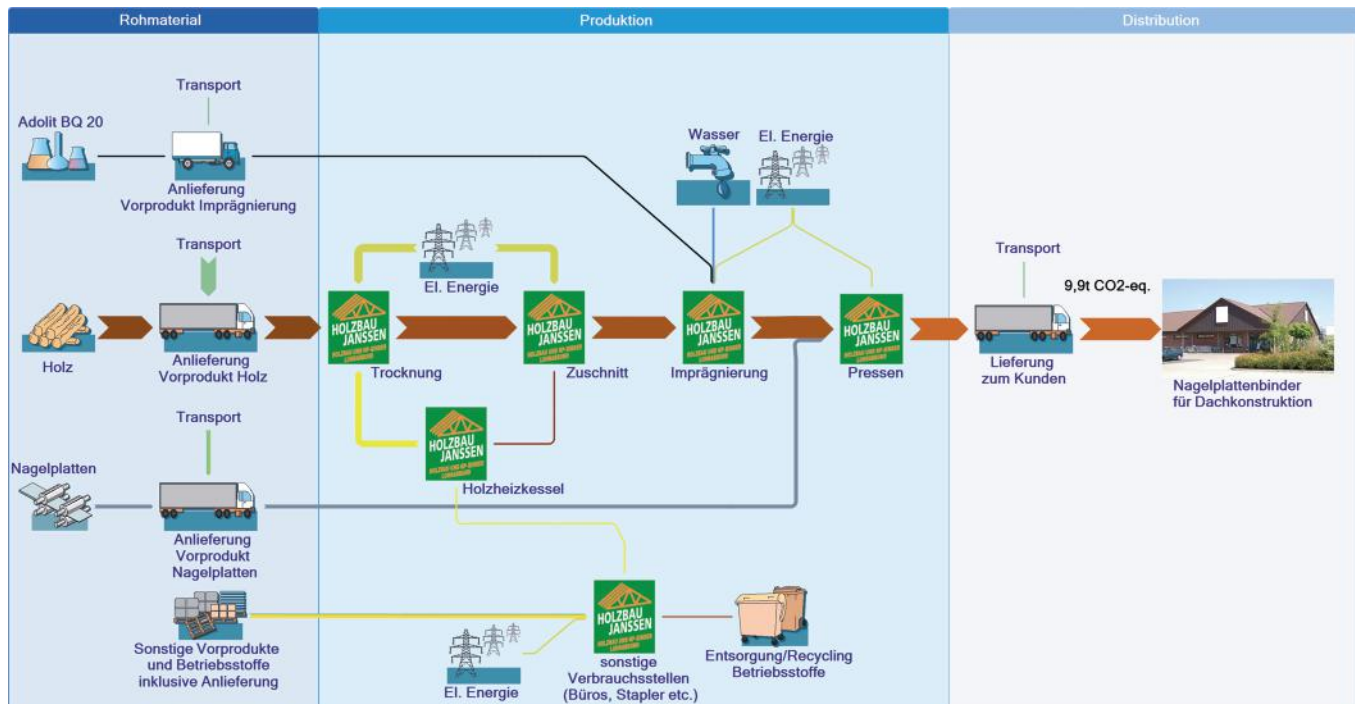 Rohmaterial
Produktion
Distribution
Transport
Adolit BQ 20
Anlieferung
Vorprodukt Imprägnierung
Wasser
El. Energie
Transport
El. Energie
Transport
9,9t CO2-eq.
Holz
Anlieferung
Vorprodukt Holz
HOLZBAU
JANSSEN
Trocknung
HOLZBAU
JANSSEN
Zuschnitt
HOLZBAU
JANSSEN
Imprägnierung
HOLZBAU
JANSSEN
Pressen
Lieferung
zum Kunden
Nagelplattenbinder
für Dachkonstruktion
Transport
HOLZBAU
JANSSEN
Holzheizkessel
Nagelplatten
Anlieferung
Vorprodukt
Nagelplatten
Sonstige Vorprodukte
und Betriebsstoffe
inklusive Anlieferung
El. Energie
HOLZBAU
JANSSEN
sonstige
Verbrauchsstellen
(Büros, Stapler etc.)
Entsorgung/Recycling
Betriebsstoffe